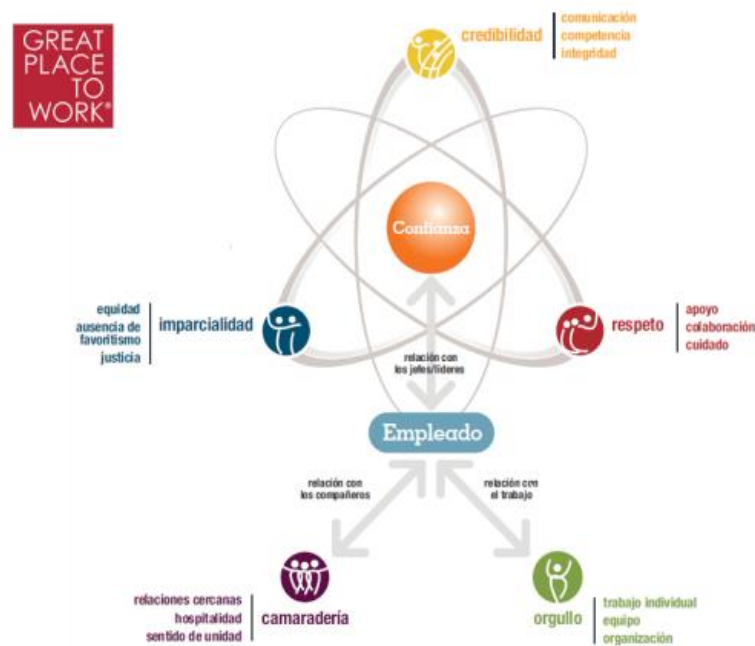 GREAT
PLACE
TO
WORK®
credibilidad
comunicación
competencia
integridad
Confianza
equidad
ausencia de
favoritismo
justicia
imparcialidad
respeto
apoyo
colaboración
cuidado
relación con
los jefes/líderes
Empleado
relación con
los compañeros
relación con
el trabajo
relaciones cercanas
hospitalidad
sentido de unidad
camaradería
orgullo
trabajo individual
equipo
organización